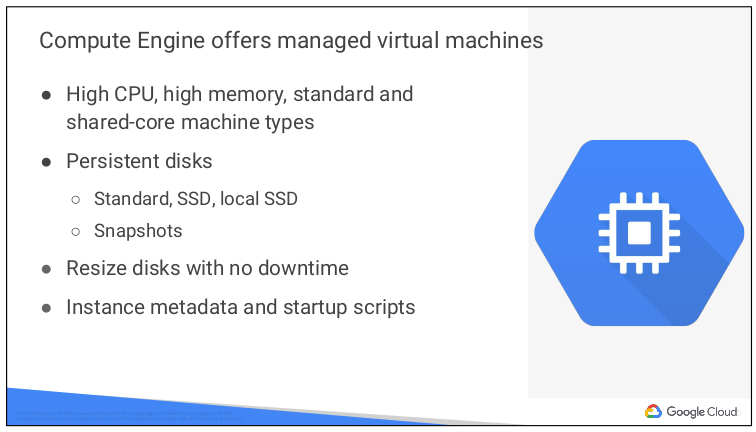 Compute Engine offers managed virtual machines
● High CPU, high memory, standard and
shared-core machine types
● Persistent disks
○ Standard, SSD, local SSD
○ Snapshots
● Resize disks with no downtime
● Instance metadata and startup scripts
Google Cloud